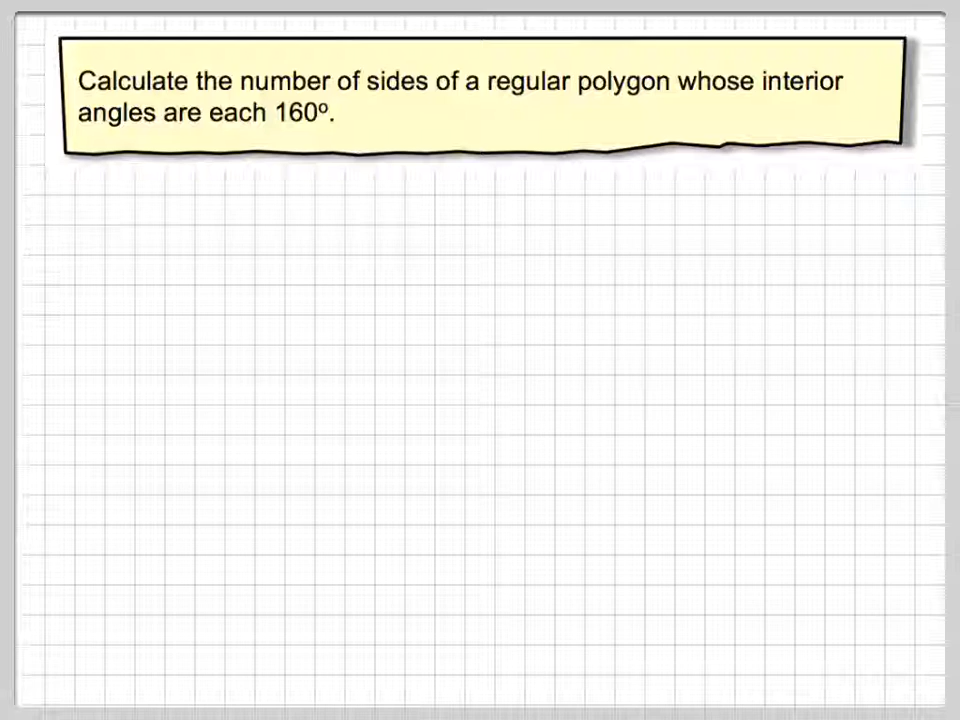 Calculate the number of sides of a regular polygon whose interior
angles are each 160º.